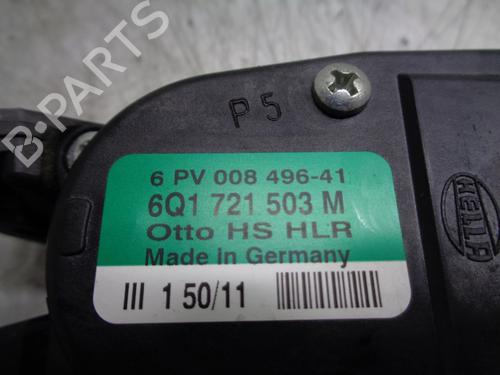 B-PARTS
P 5
HELLA
6 PV 008 496-41
6Q1 721 503 M
Otto HS HLR
Made in Germany
III 1 50/11